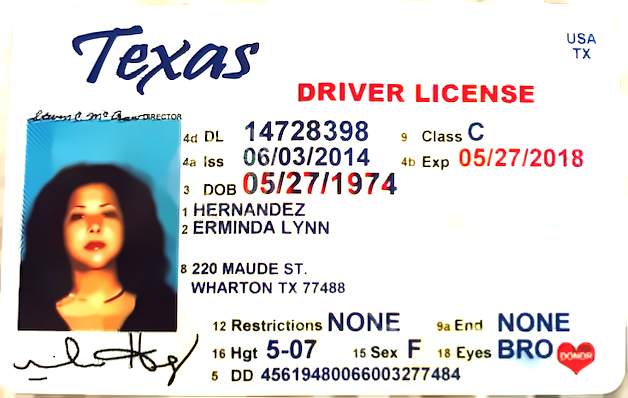 Texas
USA
TX
DRIVER LICENSE
Steven C McCraw DIRECTOR
4d DL 14728398 9 Class C
4a Iss 06/03/2014 4b Exp 05/27/2018
3 DOB 05/27/1974
1 HERNANDEZ
2 ERMINDA LYNN
8 220 MAUDE ST.
WHARTON TX 77488
12 Restrictions NONE 9a End NONE
16 Hgt 5-07 15 Sex F 18 Eyes BRO DONOR
5 DD 45619480066003277484